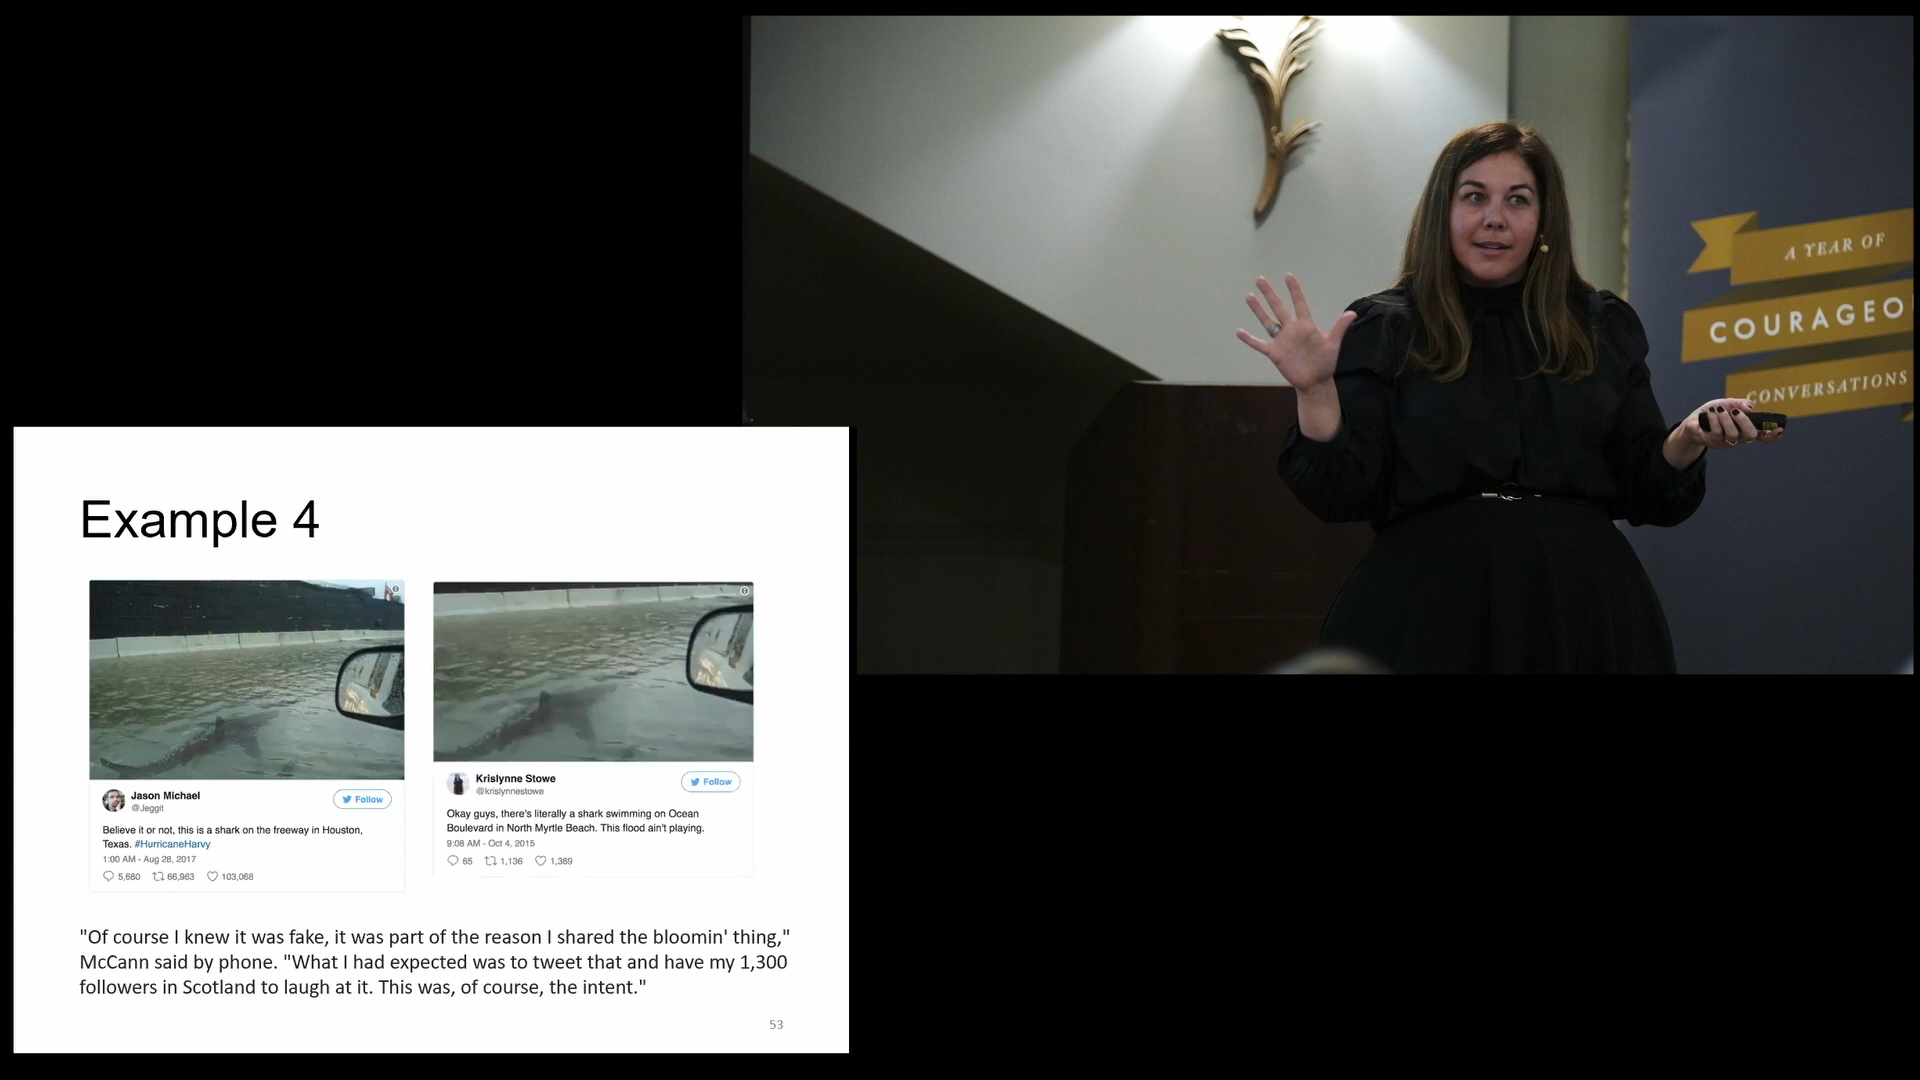 A YEAR OF
COURAGEO
CONVERSATIONS
Example 4
Jason Michael
@Jeggit
Follow
Believe it or not, this is a shark on the freeway in Houston,
Texas. #HurricaneHarvy
1:00 AM - Aug 28, 2017
5,680 66,963 103,068
Krislynne Stowe
@krislynnestowe
Follow
Okay guys, there's literally a shark swimming on Ocean
Boulevard in North Myrtle Beach. This flood ain't playing.
9:08 AM - Oct 4, 2015
65 1,136 1,369
"Of course I knew it was fake, it was part of the reason I shared the bloomin' thing,"
McCann said by phone. "What I had expected was to tweet that and have my 1,300
followers in Scotland to laugh at it. This was, of course, the intent."
53